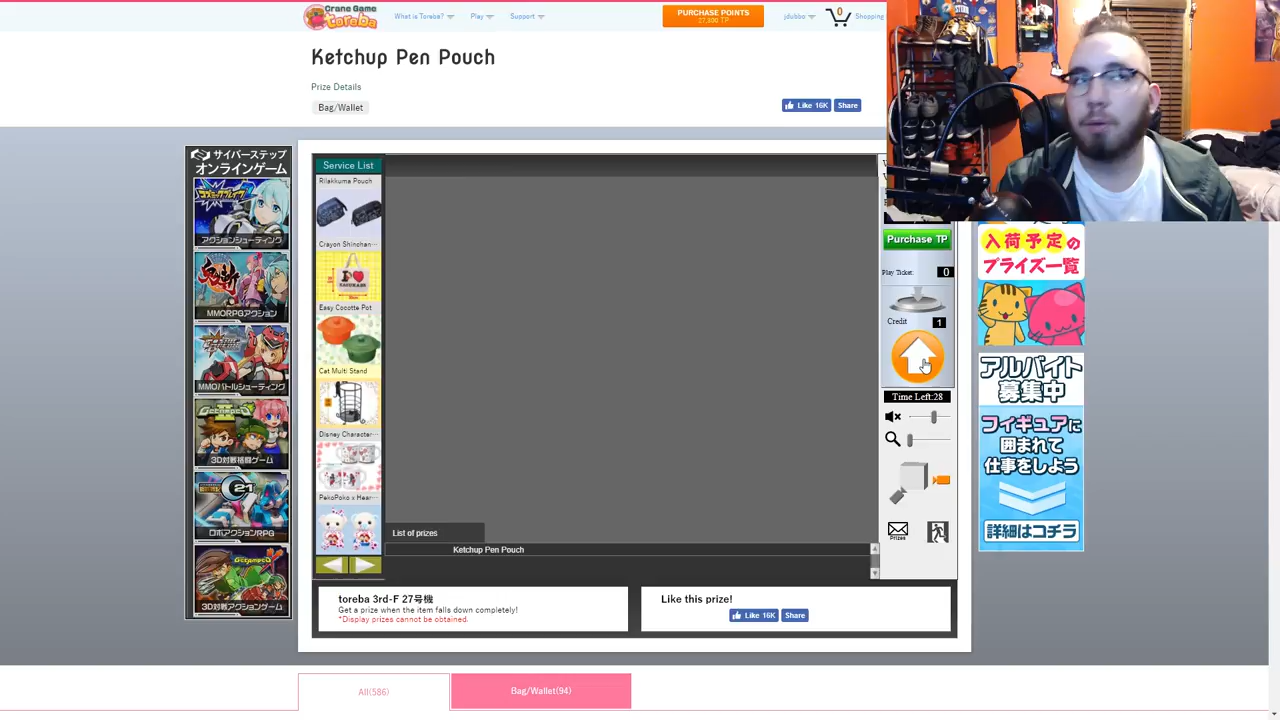 Crane Game
toreba
What is Toreba?
Play
Support
PURCHASE POINTS
27,300 TP
jdubbo
0
Shopping
Ketchup Pen Pouch
Prize Details
Bag/Wallet
Like 16K
Share
サイバーステップ
オンラインゲーム
アクションシューティング
MMORPGアクション
MMOバトルシューティング
3D対戦格闘ゲーム
ロボアクションRPG
3D対戦アクションゲーム
Service List
Rilakkuma Pouch
Crayon Shinchan···
Easy Cocotte Pot
Cat Multi Stand
Disney Character···
PekoPoko x Hear···
List of prizes
Ketchup Pen Pouch
Purchase TP
Play Ticket:
0
Credit
1
Time Left:28
Prizes
入荷予定の
プライズ一覧
アルバイト
募集中
フィギュアに
囲まれて
仕事をしよう
詳細はコチラ
toreba 3rd-F 27号機
Get a prize when the item falls down completely!
*Display prizes cannot be obtained.
Like this prize!
Like 16K
Share
All(586)
Bag/Wallet(94)